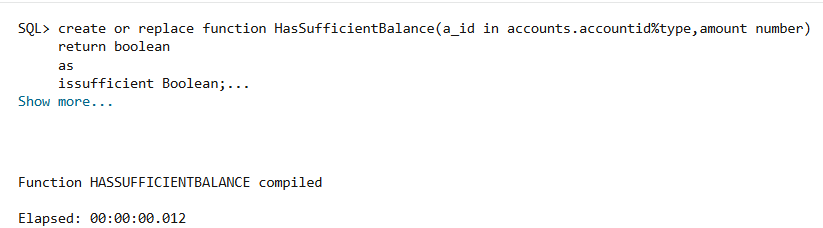 SQL> create or replace function HasSufficientBalance(a_id in accounts.accountid%type,amount number)
return boolean
as
issufficient Boolean;...
Show more...
Function HASSUFFICIENTBALANCE compiled
Elapsed: 00:00:00.012